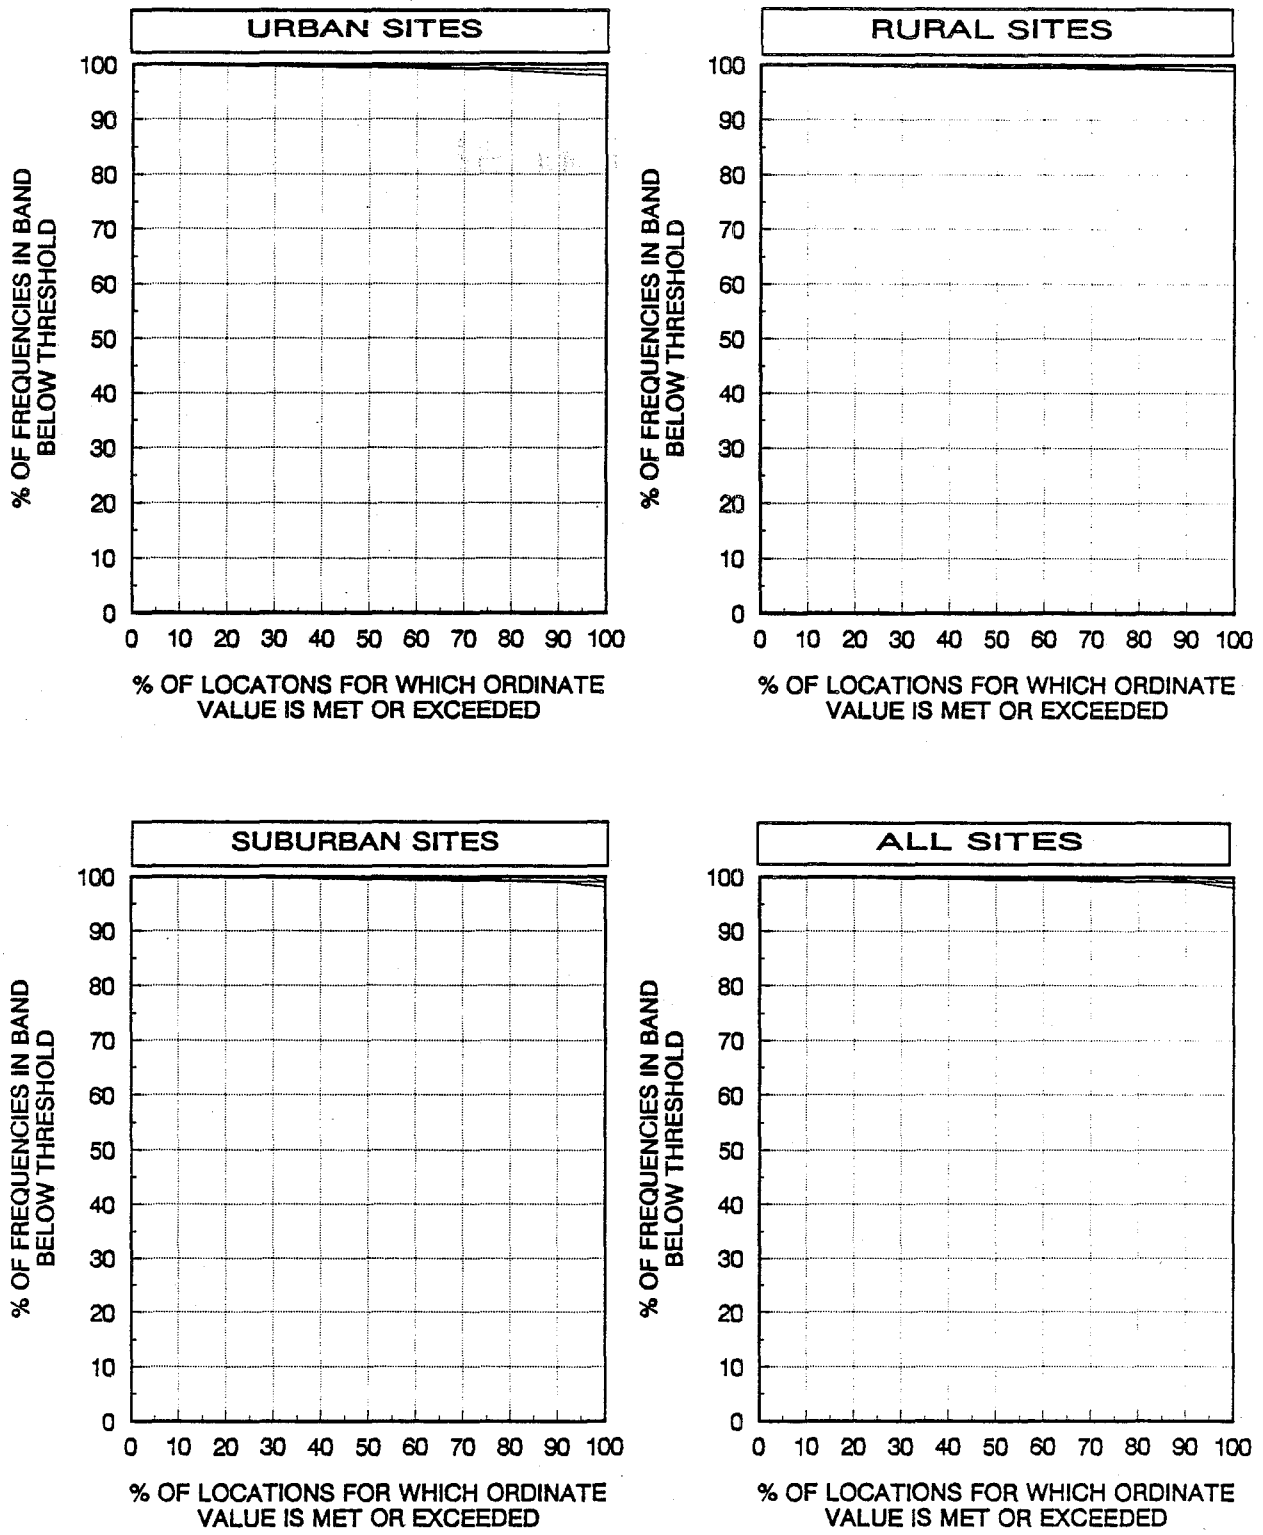 URBAN SITES
% OF FREQUENCIES IN BAND
BELOW THRESHOLD
100
90
80
70
60
50
40
30
20
10
0
0 10 20 30 40 50 60 70 80 90 100
% OF LOCATONS FOR WHICH ORDINATE
VALUE IS MET OR EXCEEDED
RURAL SITES
% OF FREQUENCIES IN BAND
BELOW THRESHOLD
100
90
80
70
60
50
40
30
20
10
0
0 10 20 30 40 50 60 70 80 90 100
% OF LOCATIONS FOR WHICH ORDINATE
VALUE IS MET OR EXCEEDED
SUBURBAN SITES
% OF FREQUENCIES IN BAND
BELOW THRESHOLD
100
90
80
70
60
50
40
30
20
10
0
0 10 20 30 40 50 60 70 80 90 100
% OF LOCATIONS FOR WHICH ORDINATE
VALUE IS MET OR EXCEEDED
ALL SITES
% OF FREQUENCIES IN BAND
BELOW THRESHOLD
100
90
80
70
60
50
40
30
20
10
0
0 10 20 30 40 50 60 70 80 90 100
% OF LOCATIONS FOR WHICH ORDINATE
VALUE IS MET OR EXCEEDED